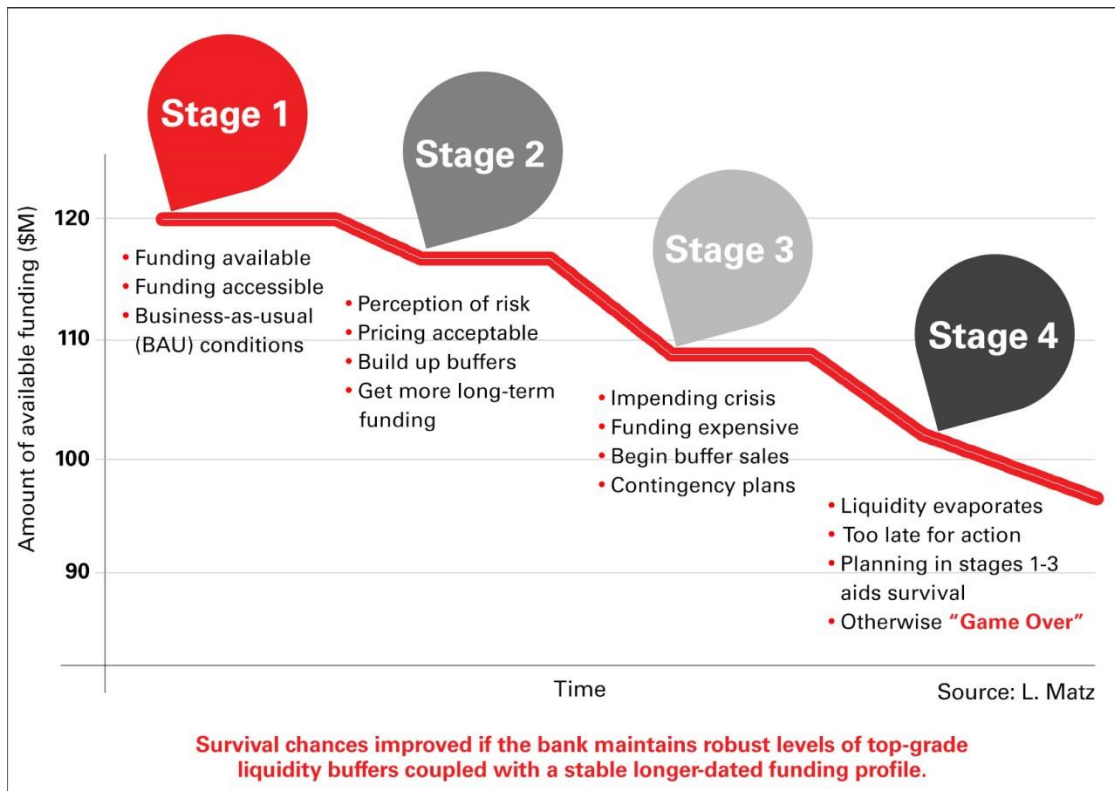 Stage 1
Stage 2
Stage 3
Stage 4
Amount of available funding ($M)
120
110
100
90
• Funding available
• Funding accessible
• Business-as-usual
(BAU) conditions
• Perception of risk
• Pricing acceptable
• Build up buffers
• Get more long-term
funding
• Impending crisis
• Funding expensive
• Begin buffer sales
• Contingency plans
• Liquidity evaporates
• Too late for action
• Planning in stages 1-3
aids survival
• Otherwise “Game Over”
Time
Source: L. Matz
Survival chances improved if the bank maintains robust levels of top-grade
liquidity buffers coupled with a stable longer-dated funding profile.